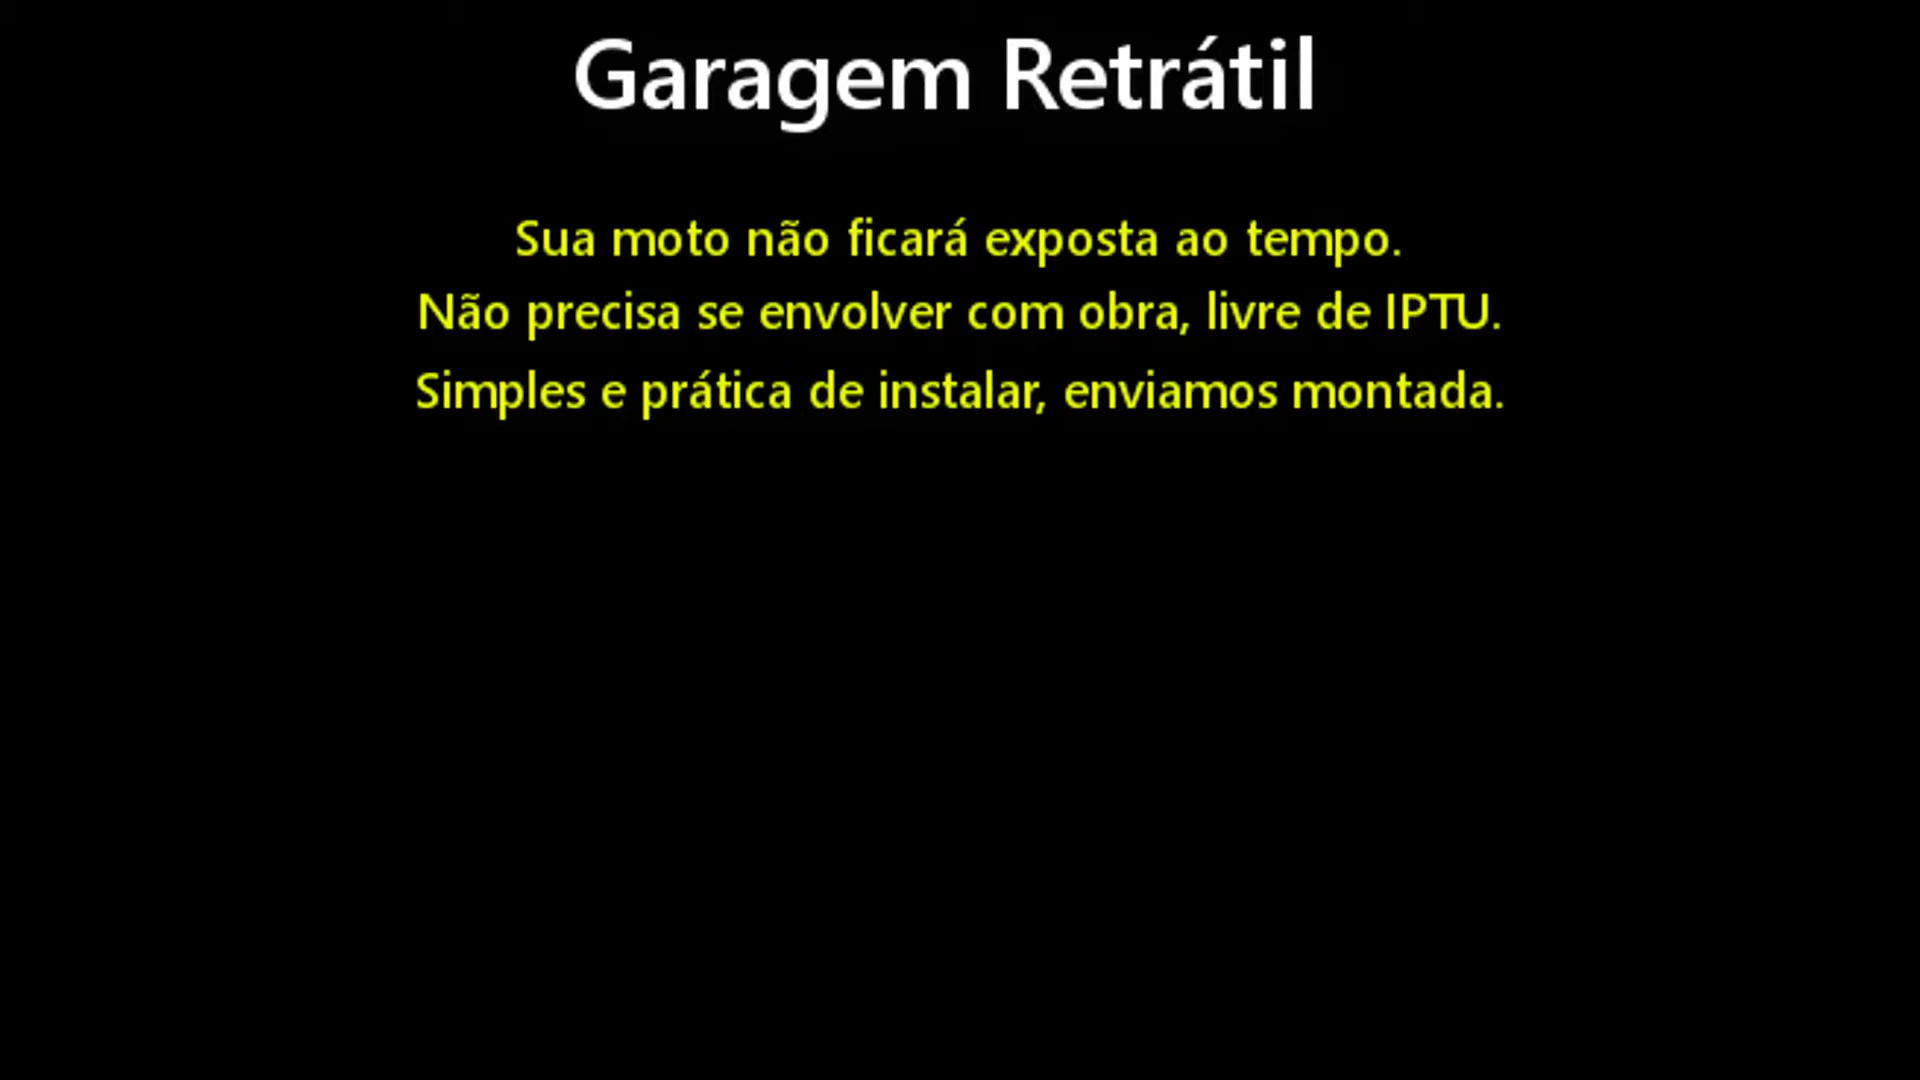 Garagem Retrátil
Sua moto não ficará exposta ao tempo.
Não precisa se envolver com obra, livre de IPTU.
Simples e prática de instalar, enviamos montada.